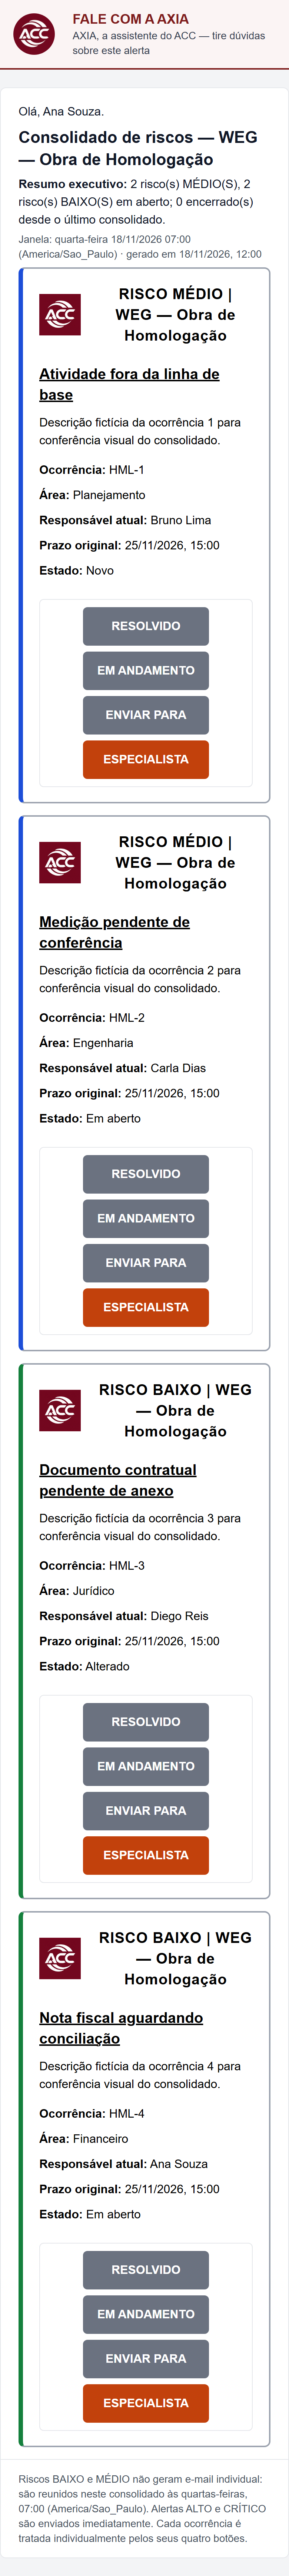 FALE COM A AXIA
AXIA, a assistente do ACC — tire dúvidas
sobre este alerta
Olá, Ana Souza.
Consolidado de riscos — WEG
— Obra de Homologação
Resumo executivo: 2 risco(s) MÉDIO(S), 2
risco(s) BAIXO(S) em aberto; 0 encerrado(s)
desde o último consolidado.
Janela: quarta-feira 18/11/2026 07:00
(America/Sao_Paulo) · gerado em 18/11/2026, 12:00
ACC
RISCO MÉDIO |
WEG — Obra de
Homologação
Atividade fora da linha de
base
Descrição fictícia da ocorrência 1 para
conferência visual do consolidado.
Ocorrência: HML-1
Área: Planejamento
Responsável atual: Bruno Lima
Prazo original: 25/11/2026, 15:00
Estado: Novo
RESOLVIDO
EM ANDAMENTO
ENVIAR PARA
ESPECIALISTA
ACC
RISCO MÉDIO |
WEG — Obra de
Homologação
Medição pendente de
conferência
Descrição fictícia da ocorrência 2 para
conferência visual do consolidado.
Ocorrência: HML-2
Área: Engenharia
Responsável atual: Carla Dias
Prazo original: 25/11/2026, 15:00
Estado: Em aberto
RESOLVIDO
EM ANDAMENTO
ENVIAR PARA
ESPECIALISTA
ACC
RISCO BAIXO | WEG
— Obra de
Homologação
Documento contratual
pendente de anexo
Descrição fictícia da ocorrência 3 para
conferência visual do consolidado.
Ocorrência: HML-3
Área: Jurídico
Responsável atual: Diego Reis
Prazo original: 25/11/2026, 15:00
Estado: Alterado
RESOLVIDO
EM ANDAMENTO
ENVIAR PARA
ESPECIALISTA
ACC
RISCO BAIXO | WEG
— Obra de
Homologação
Nota fiscal aguardando
conciliação
Descrição fictícia da ocorrência 4 para
conferência visual do consolidado.
Ocorrência: HML-4
Área: Financeiro
Responsável atual: Ana Souza
Prazo original: 25/11/2026, 15:00
Estado: Em aberto
RESOLVIDO
EM ANDAMENTO
ENVIAR PARA
ESPECIALISTA
Riscos BAIXO e MÉDIO não geram e-mail individual:
são reunidos neste consolidado às quartas-feiras,
07:00 (America/Sao_Paulo). Alertas ALTO e CRÍTICO
são enviados imediatamente. Cada ocorrência é
tratada individualmente pelos seus quatro botões.